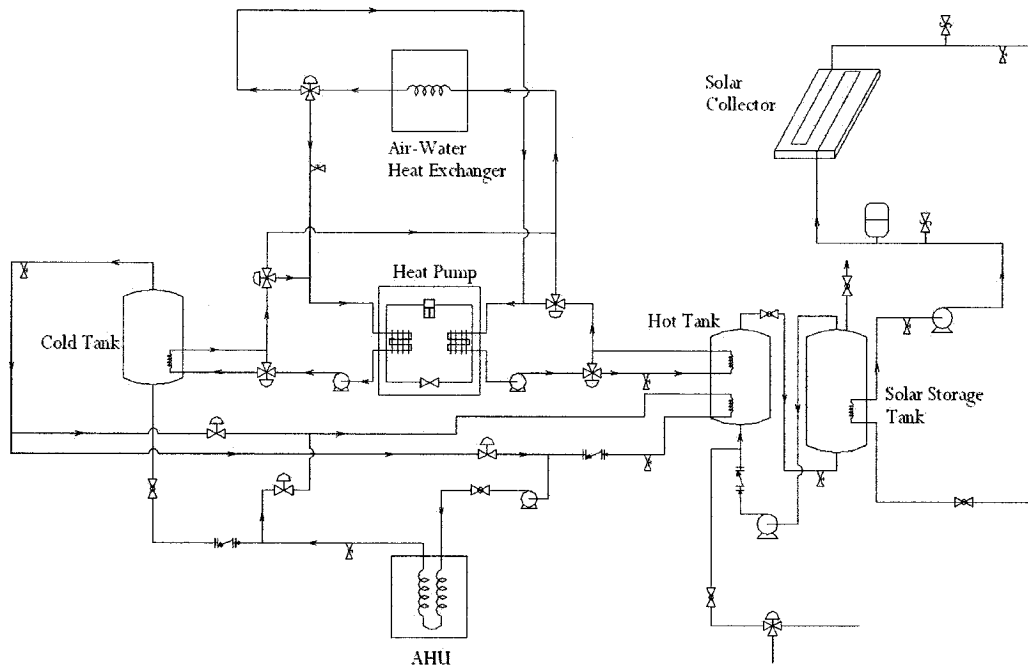 Solar
Collector
Air-Water
Heat Exchanger
Heat Pump
Cold Tank
Hot Tank
Solar Storage
Tank
AHU